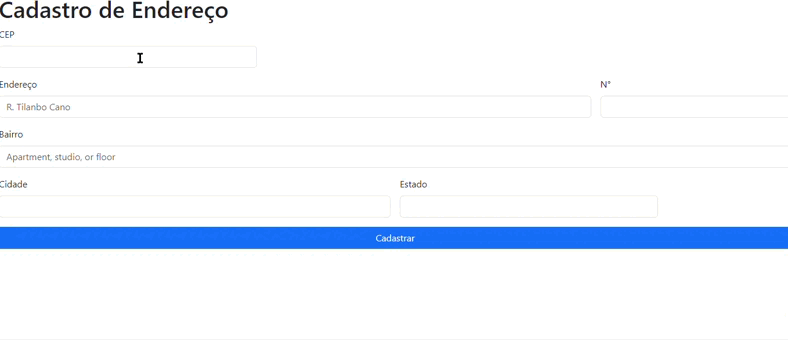 Cadastro de Endereço
CEP
Endereço
N°
R. Tilanbo Cano
Bairro
Apartment, studio, or floor
Cidade
Estado
Cadastrar